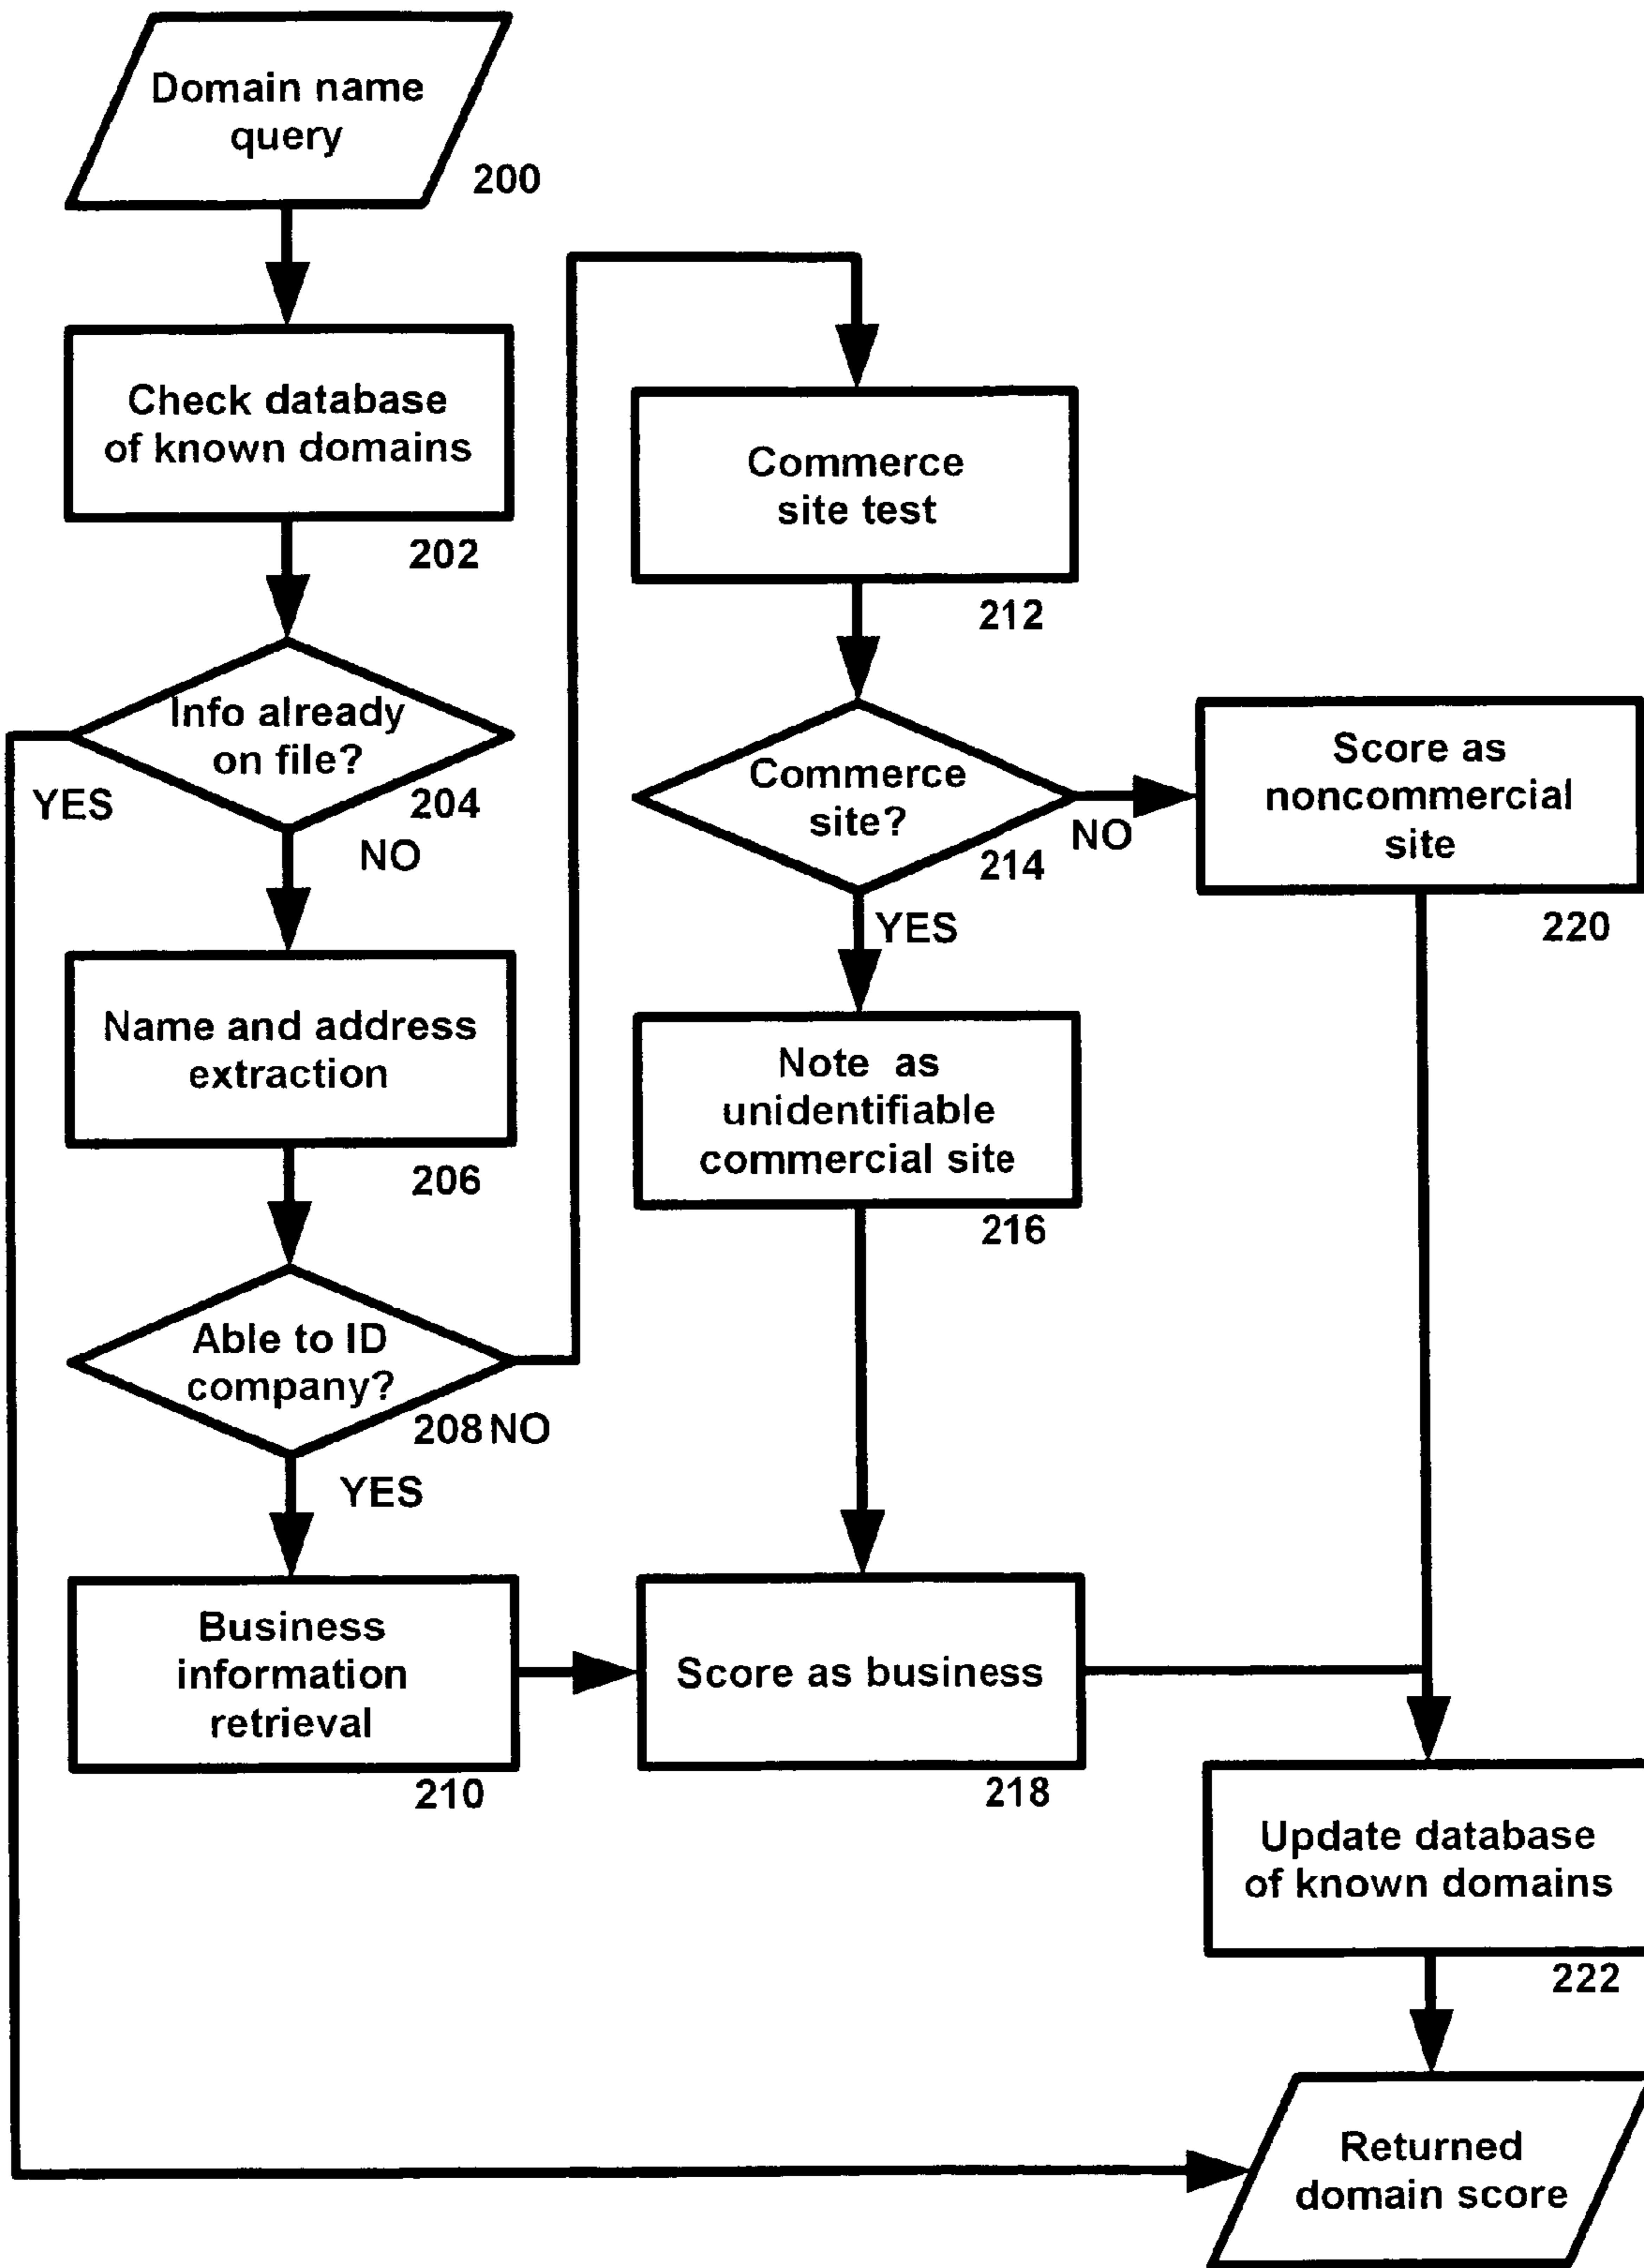 Domain name
query
200
Check database
of known domains
202
Info already
on file?
204
YES
NO
Name and address
extraction
206
Able to ID
company?
208 NO
YES
Business
information
retrieval
210
Commerce
site test
212
Commerce
site?
214
NO
YES
Note as
unidentifiable
commercial site
216
Score as business
218
Score as
noncommercial
site
220
Update database
of known domains
222
Returned
domain score